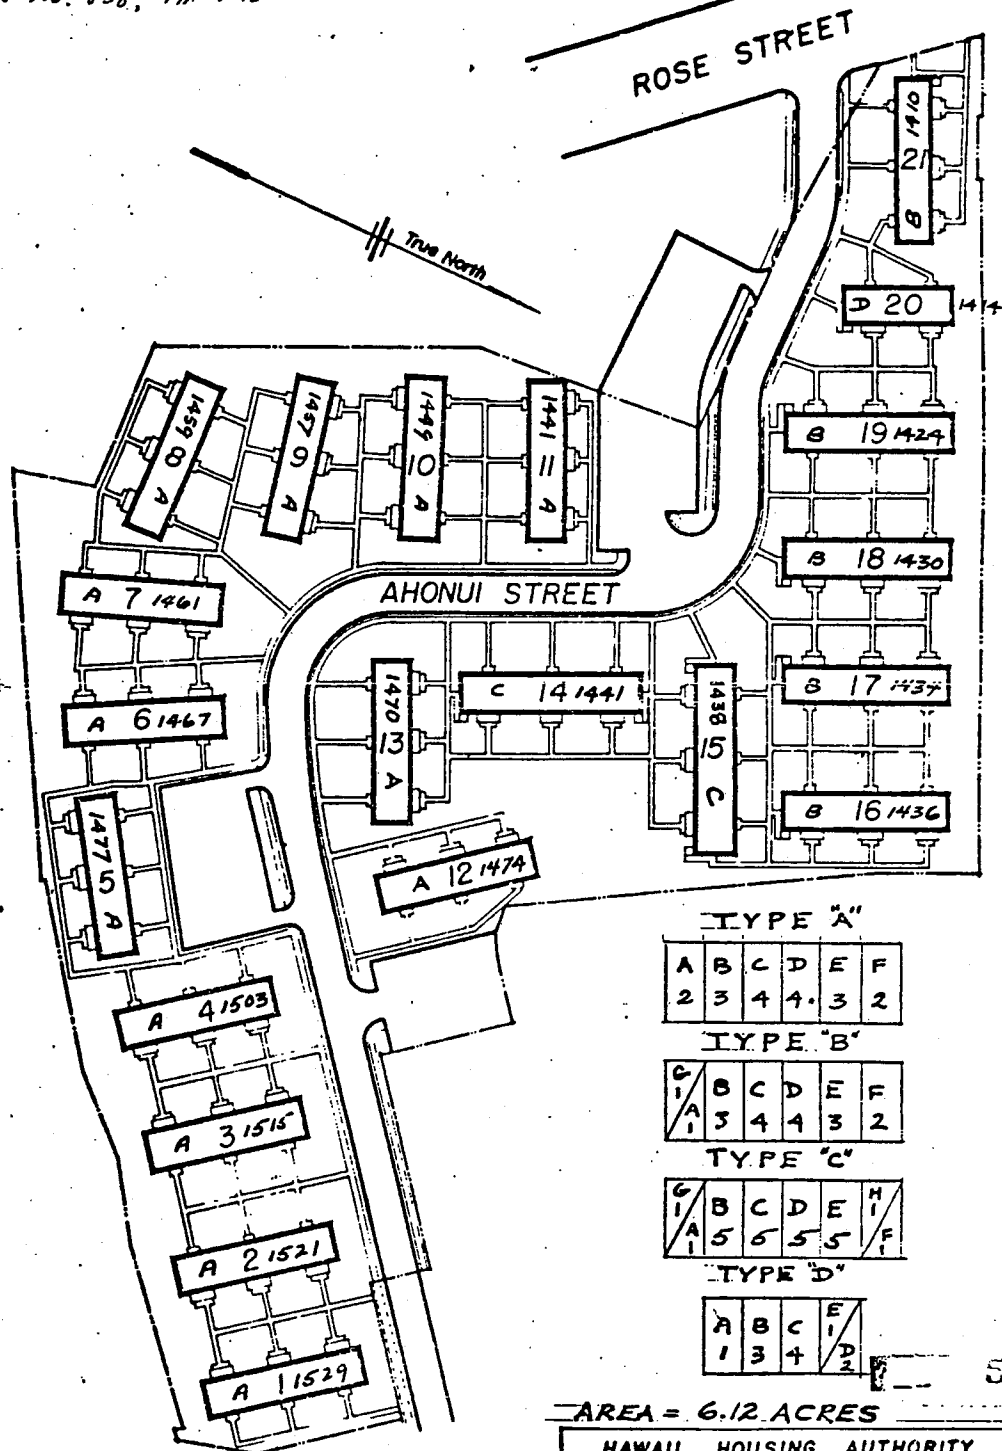 ROSE STREET
True North
1410 21 B
D 20 1414
B 19 1424
B 18 1430
B 17 1434
B 16 1436
1459 8 A
1457 9 A
1449 10 A
1441 11 A
AHONUI STREET
A 7 1461
A 6 1467
1477 5 A
1470 13 A
C 14 1441
1438 15 C
A 12 1474
A 4 1503
A 3 1515
A 2 1521
A 1 1529
TYPE "A"
A B C D E F
2 3 4 4. 3 2
TYPE "B"
G 1 / A 1 B C D E F
3 4 4 3 2
TYPE "C"
G 1 / A 1 B C D E H 1 / F 1
5 5 5 5
TYPE "D"
A B C E 1 / D 2
1 3 4
AREA = 6.12 ACRES
HAWAII HOUSING AUTHORITY